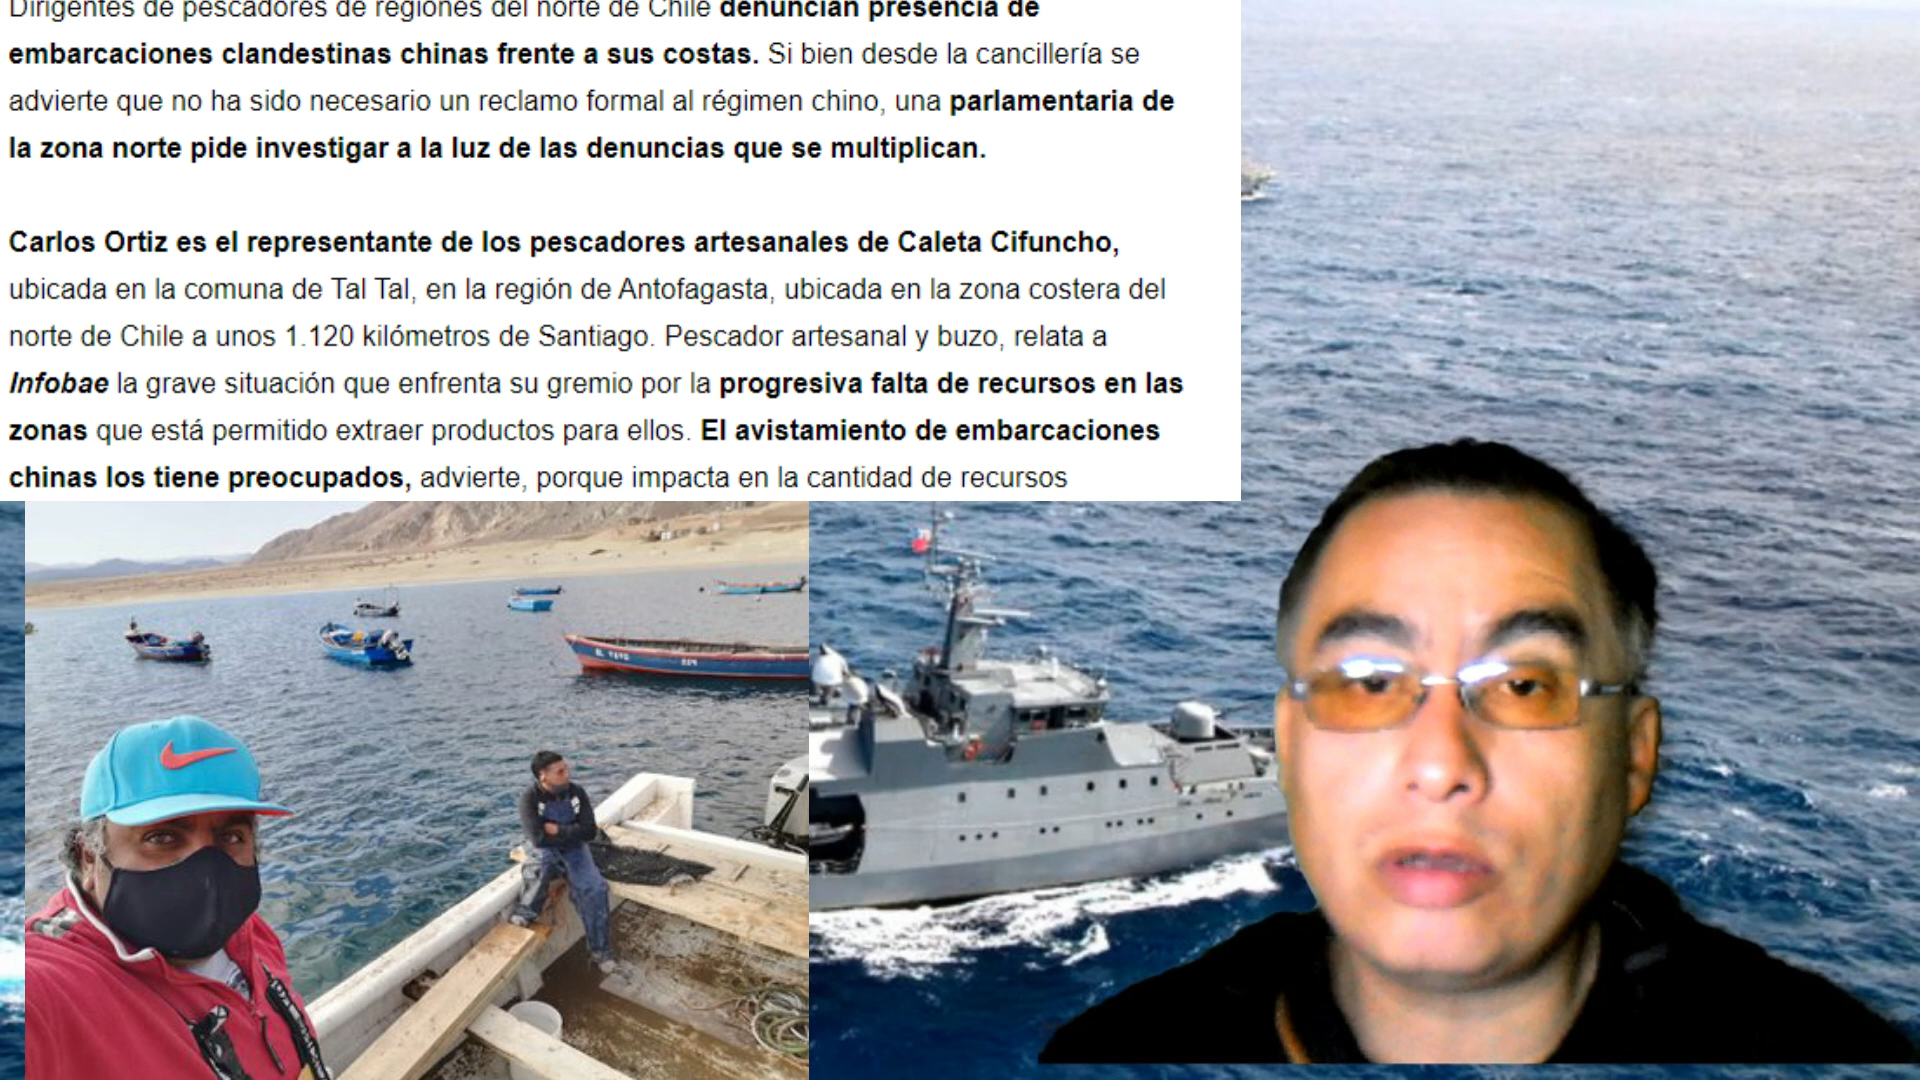 Dirigentes de pescadores de regiones del norte de Chile denuncian presencia de
embarcaciones clandestinas chinas frente a sus costas. Si bien desde la cancillería se
advierte que no ha sido necesario un reclamo formal al régimen chino, una parlamentaria de
la zona norte pide investigar a la luz de las denuncias que se multiplican.
Carlos Ortiz es el representante de los pescadores artesanales de Caleta Cifuncho,
ubicada en la comuna de Tal Tal, en la región de Antofagasta, ubicada en la zona costera del
norte de Chile a unos 1.120 kilómetros de Santiago. Pescador artesanal y buzo, relata a
Infobae la grave situación que enfrenta su gremio por la progresiva falta de recursos en las
zonas que está permitido extraer productos para ellos. El avistamiento de embarcaciones
chinas los tiene preocupados, advierte, porque impacta en la cantidad de recursos